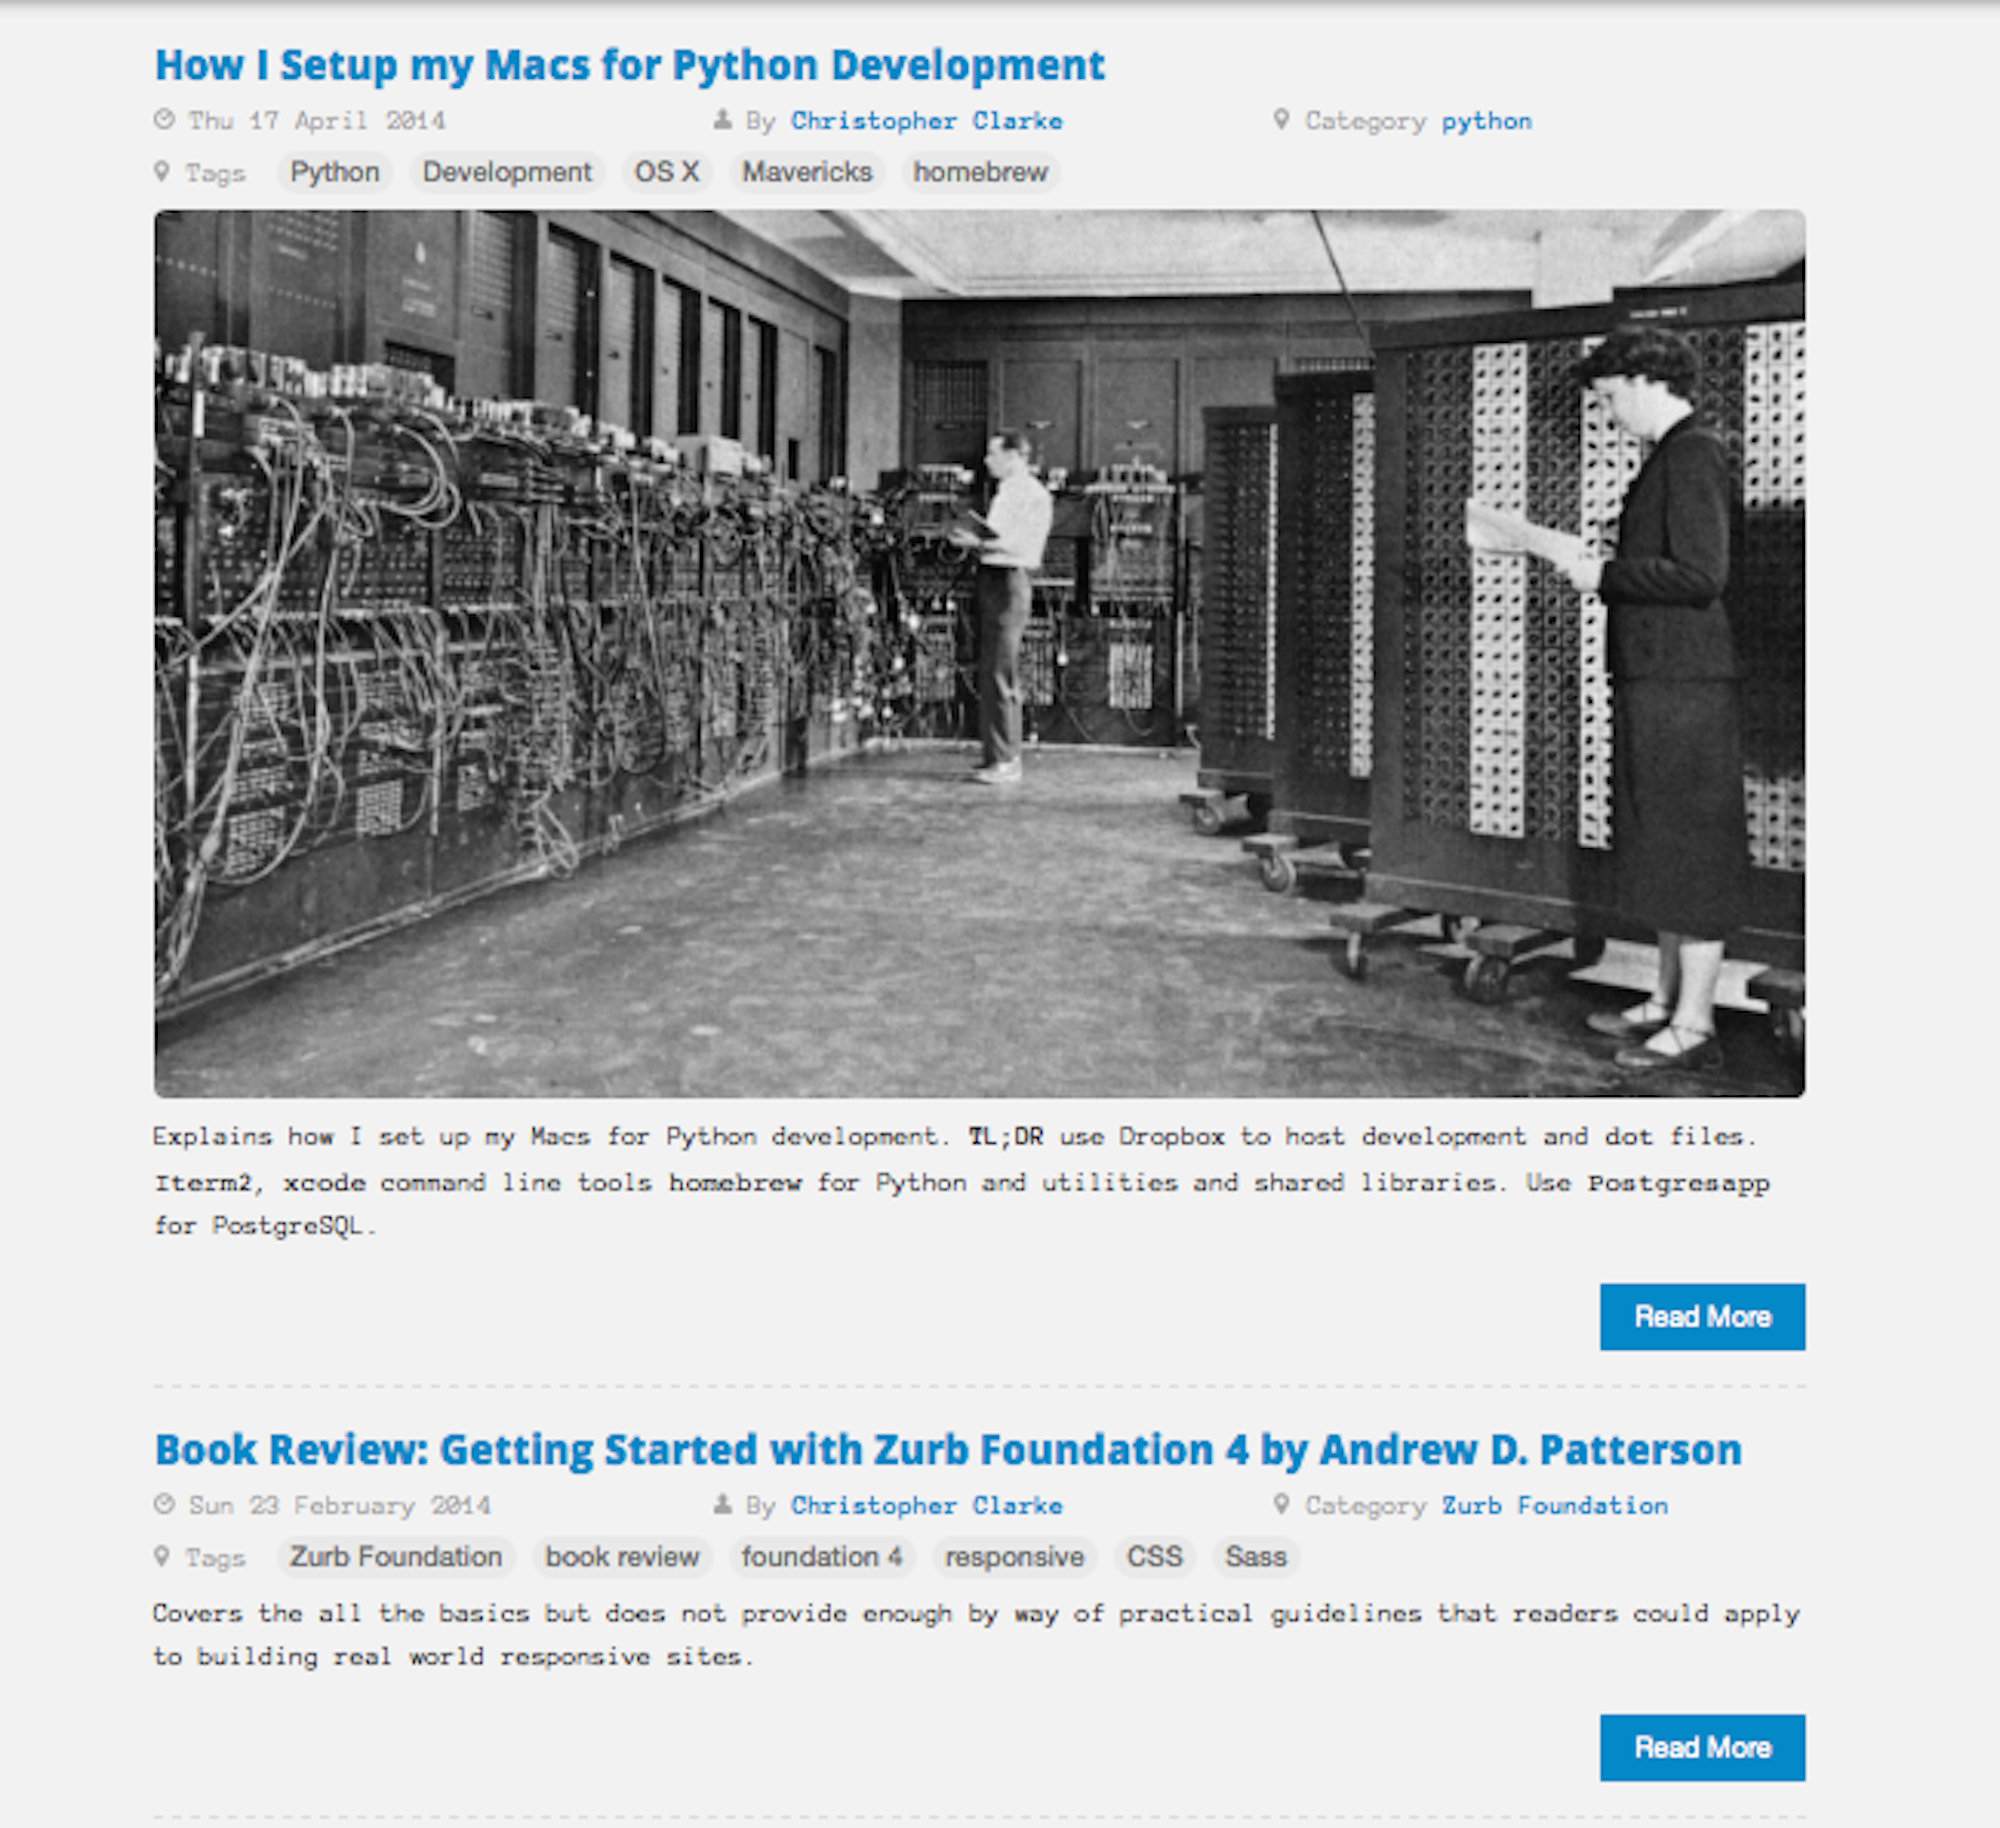 How I Setup my Macs for Python Development
Thu 17 April 2014 By Christopher Clarke Category python
Tags Python Development OS X Mavericks homebrew
Explains how I set up my Macs for Python development. TL;DR use Dropbox to host development and dot files.
Iterm2, xcode command line tools homebrew for Python and utilities and shared libraries. Use Postgresapp
for PostgreSQL.
Read More
Book Review: Getting Started with Zurb Foundation 4 by Andrew D. Patterson
Sun 23 February 2014 By Christopher Clarke Category Zurb Foundation
Tags Zurb Foundation book review foundation 4 responsive CSS Sass
Covers the all the basics but does not provide enough by way of practical guidelines that readers could apply
to building real world responsive sites.
Read More